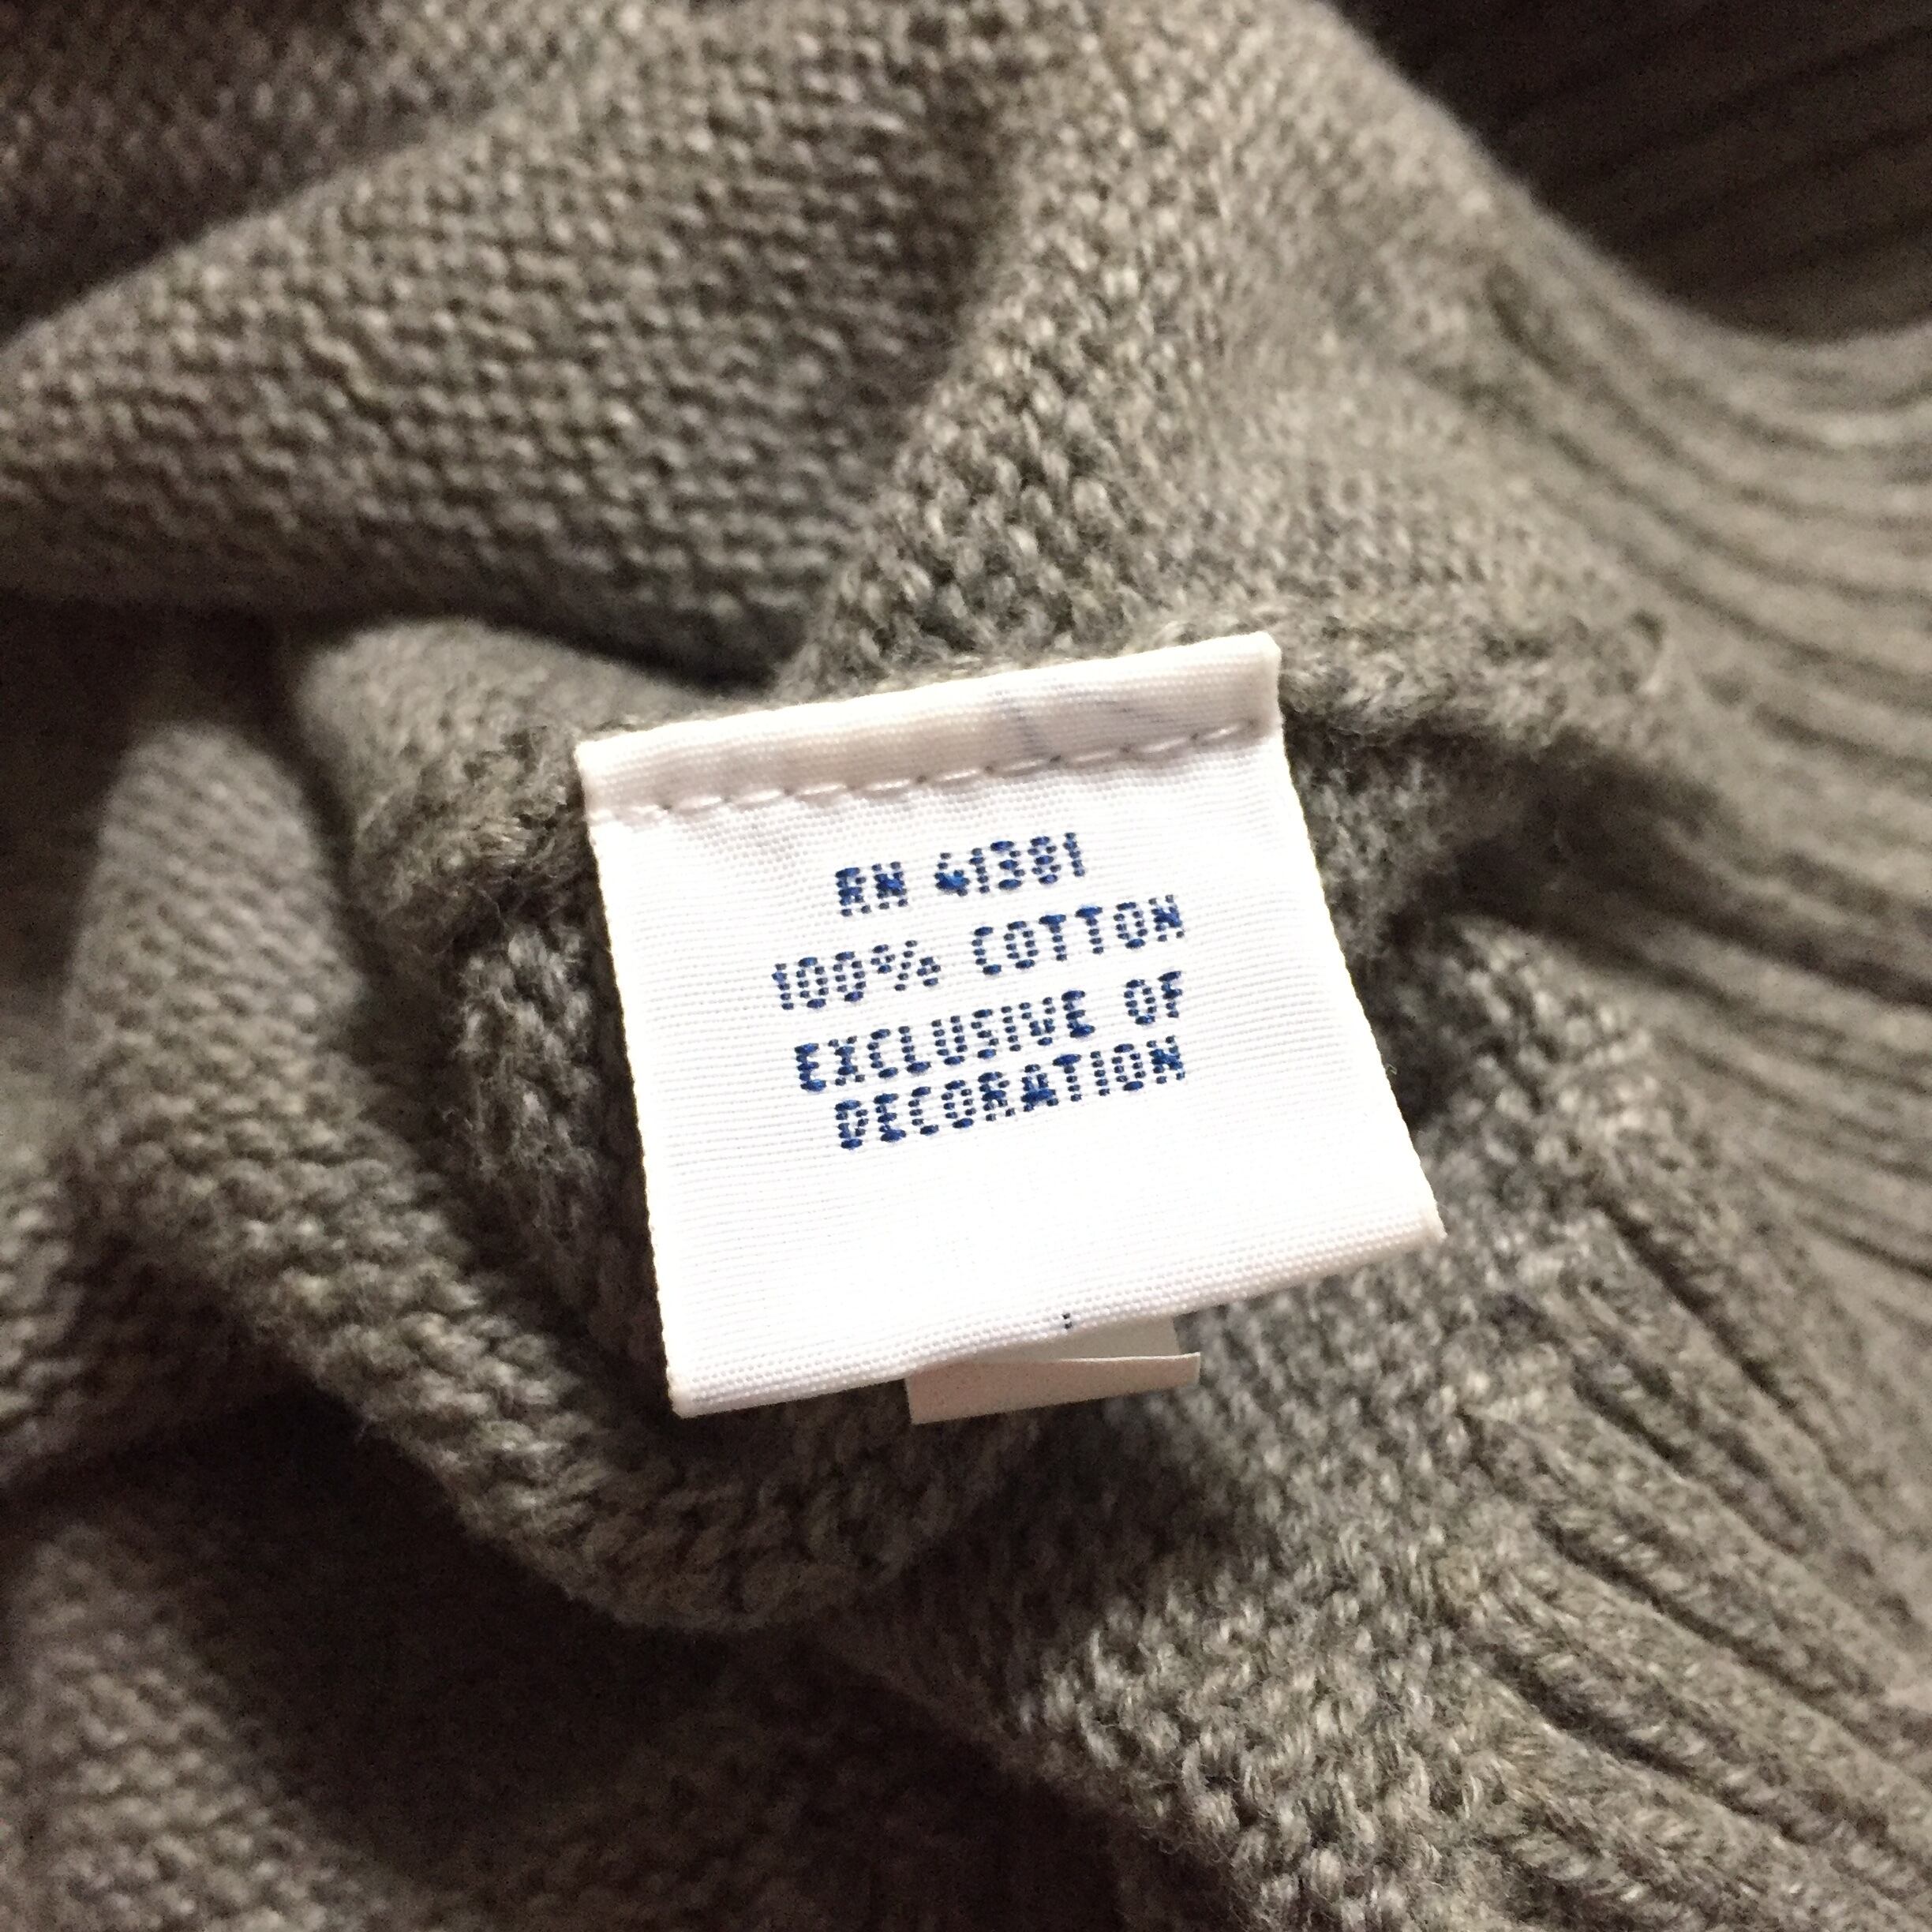 RN 41381
100% COTTON
EXCLUSIVE OF
DECORATION